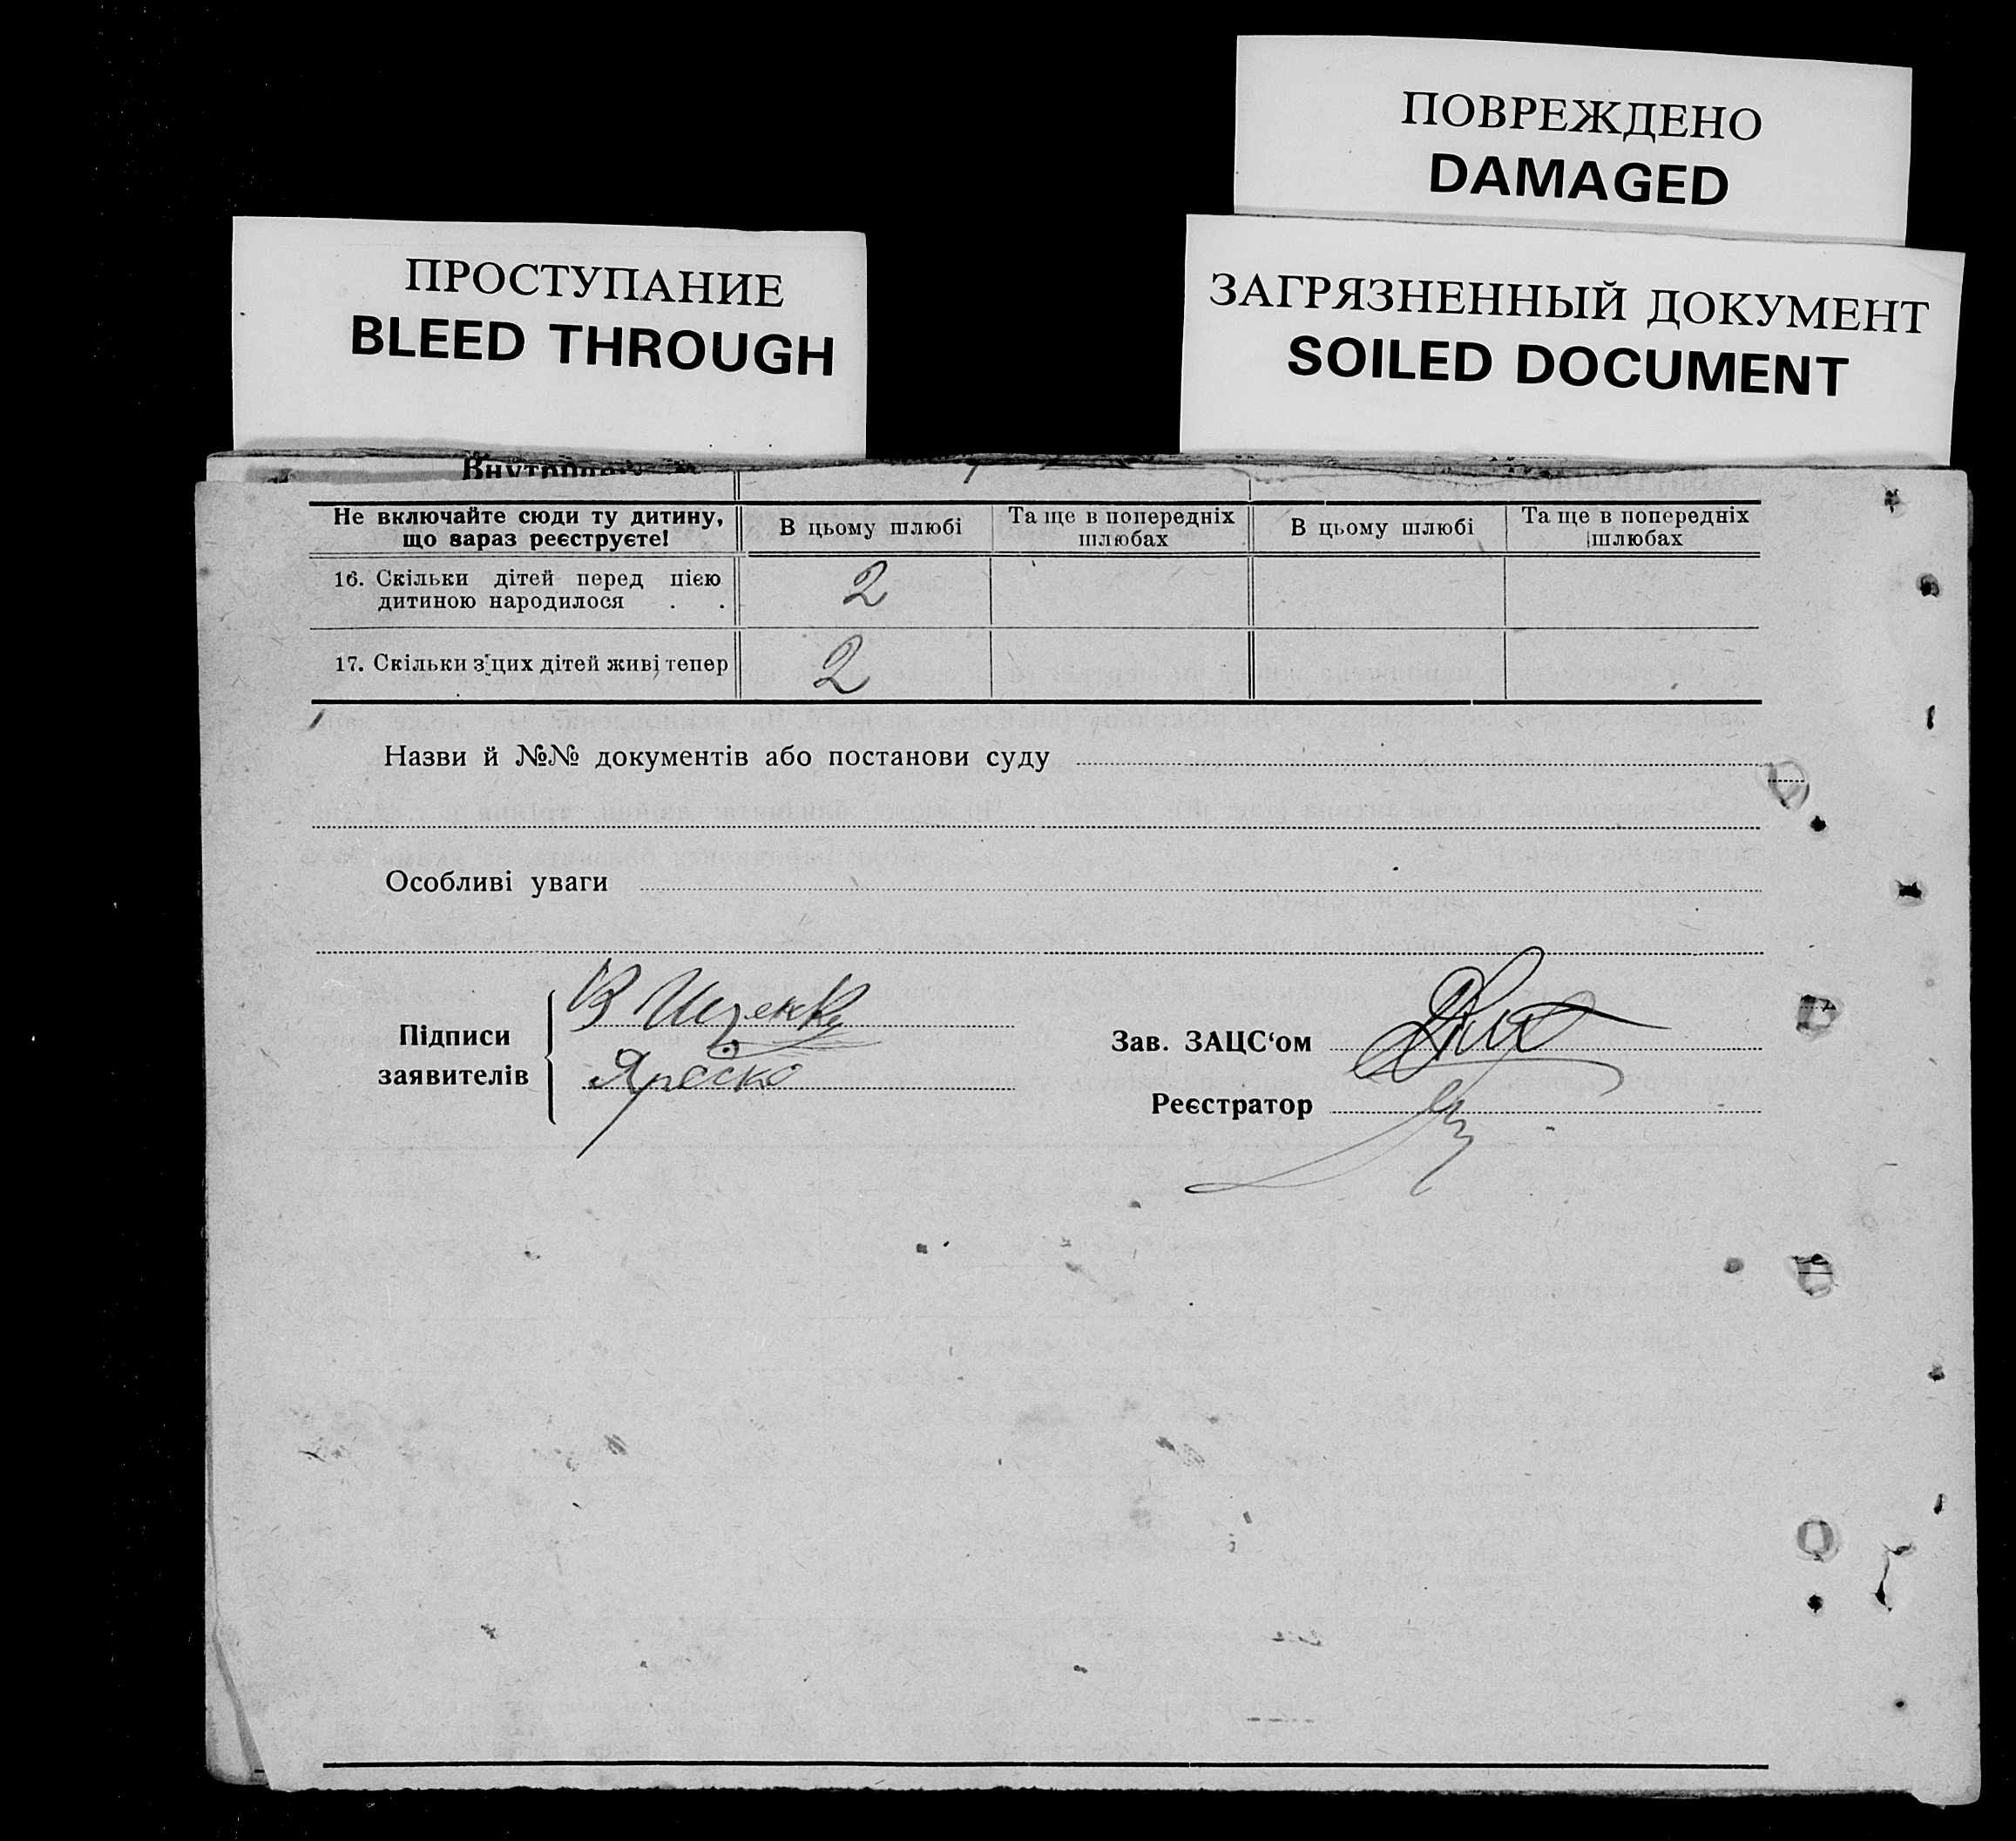 ПОВРЕЖДЕНО
DAMAGED
ПРОСТУПАНИЕ
BLEED THROUGH
ЗАГРЯЗНЕННЫЙ ДОКУМЕНТ
SOILED DOCUMENT
Не включайте сюди ту дитину, що зараз реєструєте!
В цьому шлюбі
Та ще в попередніх шлюбах
В цьому шлюбі
Та ще в попередніх шлюбах
16. Скільки дітей перед цією
дитиною народилося . .
2
17. Скільки з цих дітей живі тепер
2
Назви й №№ документів або постанови суду
Особливі уваги
Підписи
заявителів
В
Яреско
Зав. ЗАЦС‘ом
Реєстратор